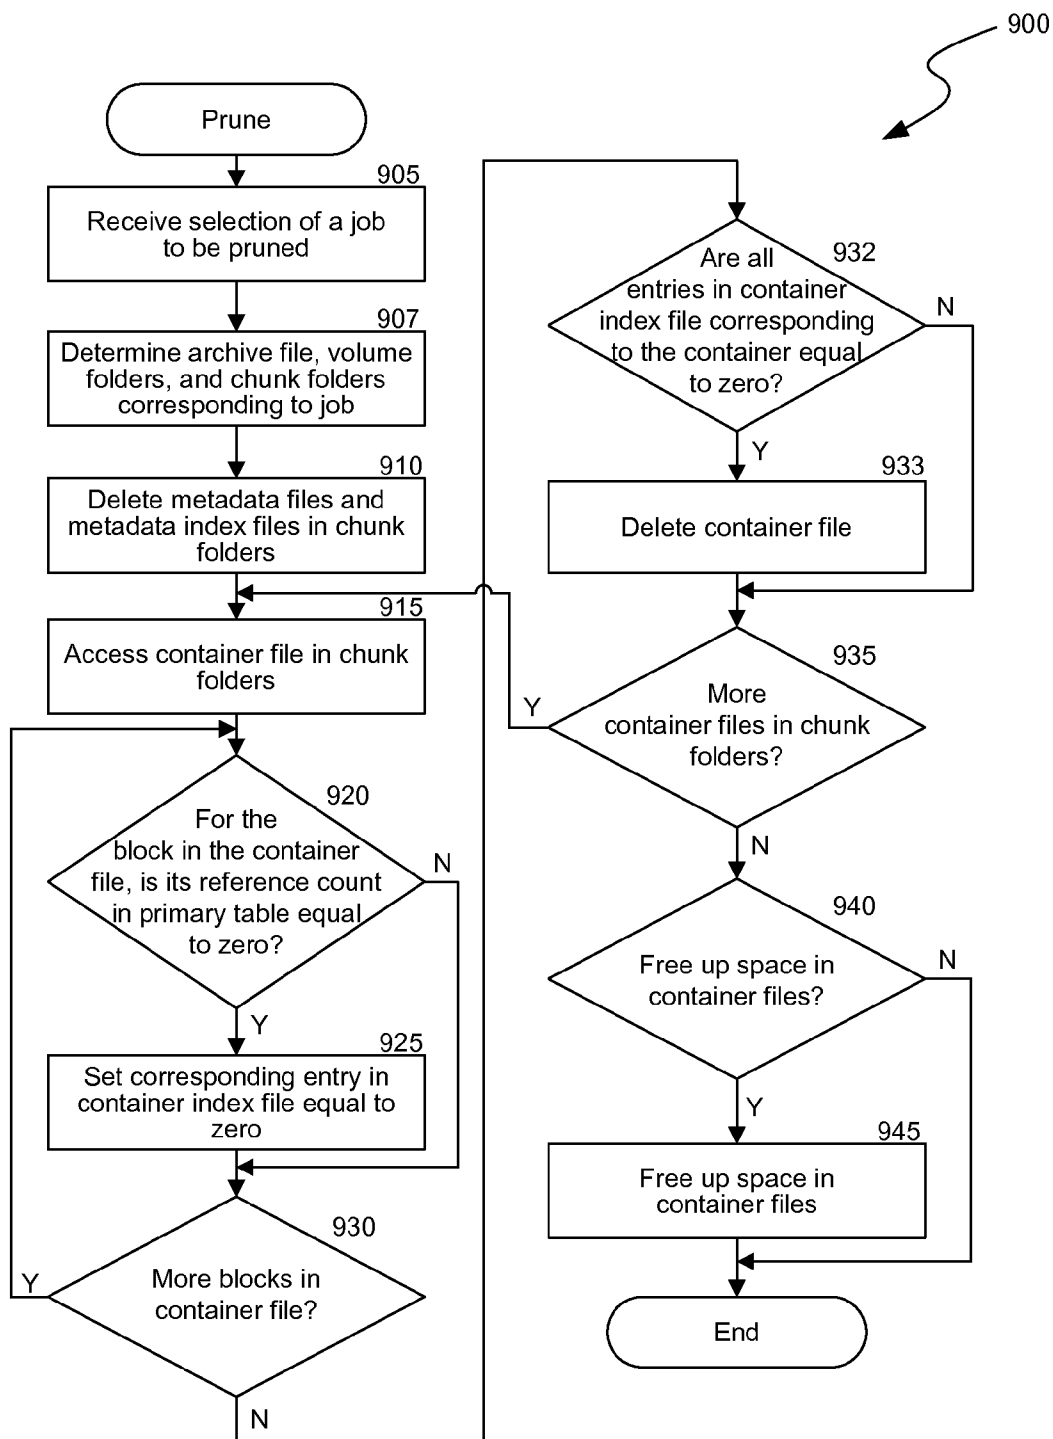 900
Prune
905
Receive selection of a job
to be pruned
907
Determine archive file, volume
folders, and chunk folders
corresponding to job
910
Delete metadata files and
metadata index files in chunk
folders
915
Access container file in chunk
folders
920
For the
block in the container
file, is its reference count
in primary table equal
to zero?
N
Y
925
Set corresponding entry in
container index file equal to
zero
930
More blocks in
container file?
Y
N
932
Are all
entries in container
index file corresponding
to the container equal
to zero?
N
Y
933
Delete container file
935
More
container files in chunk
folders?
Y
N
940
Free up space in
container files?
N
Y
945
Free up space in
container files
End